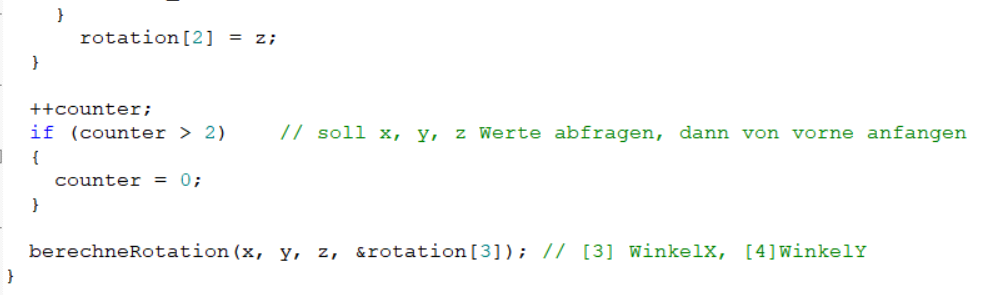 }
rotation[2] = z;
}
++counter;
if (counter > 2) // soll x, y, z Werte abfragen, dann von vorne anfangen
{
counter = 0;
}
berechneRotation(x, y, z, &rotation[3]); // [3] WinkelX, [4]WinkelY
}